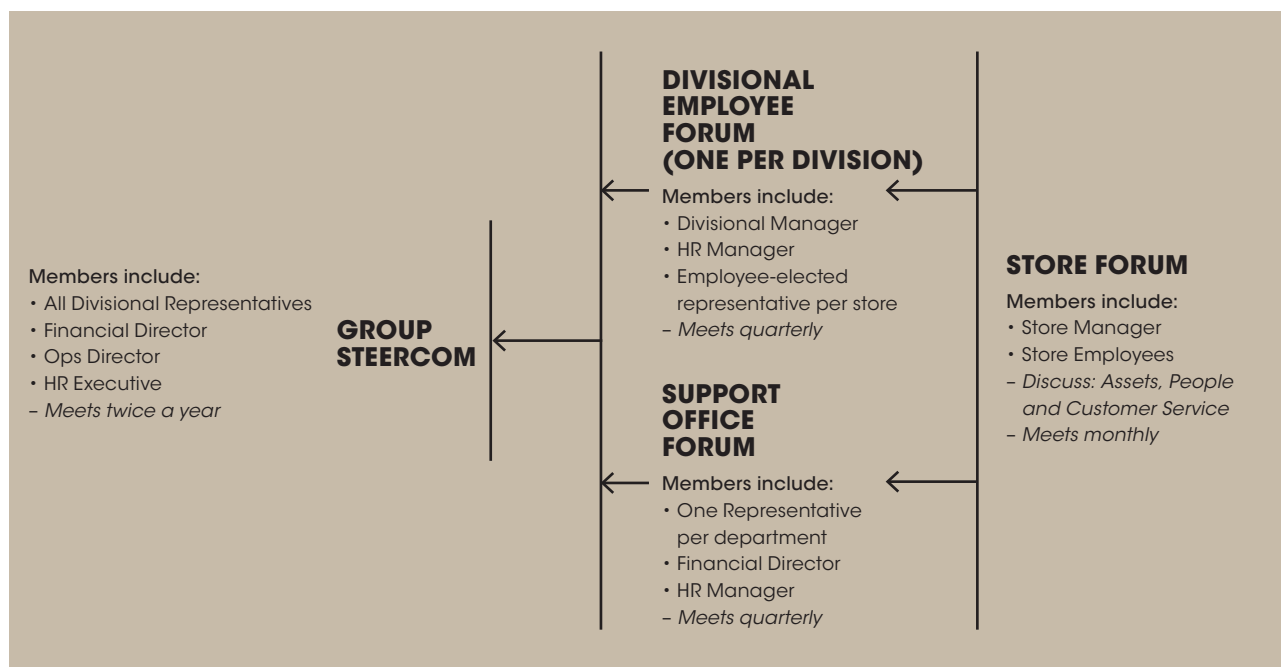 Members include:
• All Divisional Representatives
• Financial Director
• Ops Director
• HR Executive
– Meets twice a year
GROUP
STEERCOM
DIVISIONAL
EMPLOYEE
FORUM
(ONE PER DIVISION)
Members include:
• Divisional Manager
• HR Manager
• Employee-elected
representative per store
– Meets quarterly
SUPPORT
OFFICE
FORUM
Members include:
• One Representative
per department
• Financial Director
• HR Manager
– Meets quarterly
STORE FORUM
Members include:
• Store Manager
• Store Employees
– Discuss: Assets, People
and Customer Service
– Meets monthly